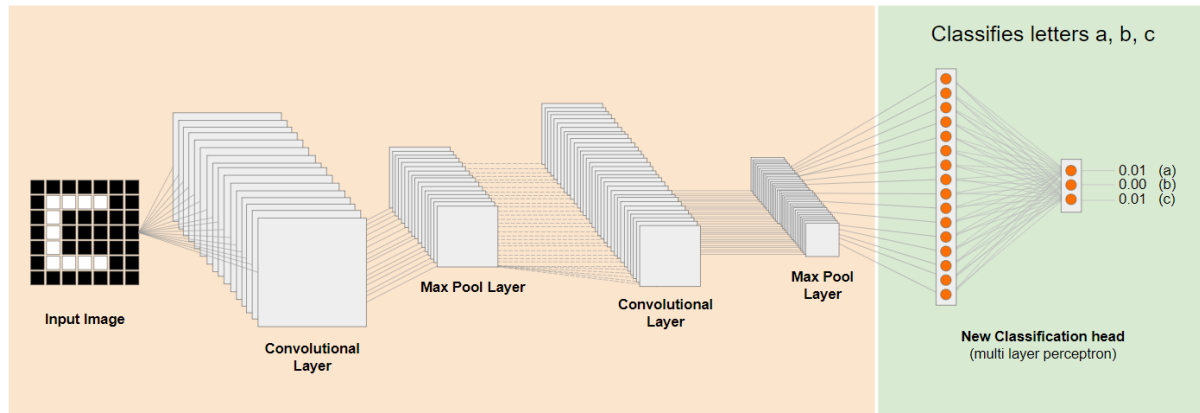 Classifies letters a, b, c
0.01 (a)
0.00 (b)
0.01 (c)
Input Image
Convolutional
Layer
Max Pool Layer
Convolutional
Layer
Max Pool
Layer
New Classification head
(multi layer perceptron)